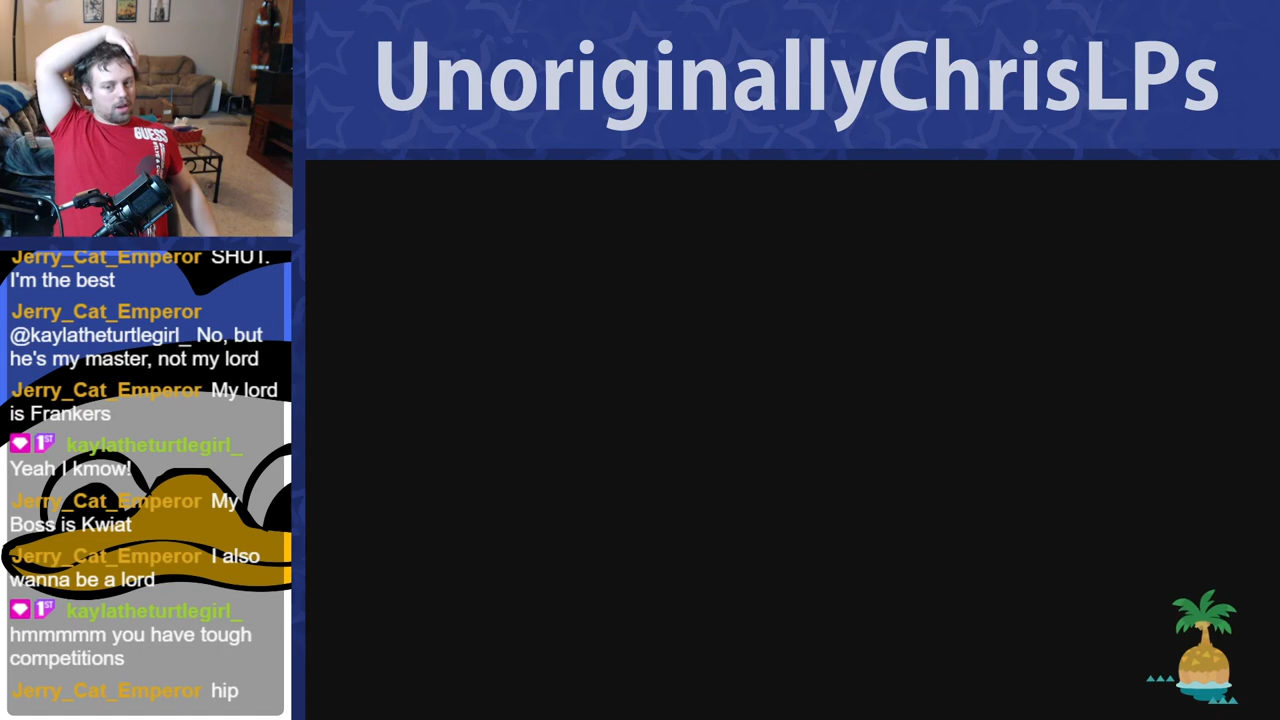 UnoriginallyChrisLPs
GUESS
Jerry_Cat_Emperor SHUT.
I'm the best
Jerry_Cat_Emperor
@kaylatheturtlegirl_ No, but
he's my master, not my lord
Jerry_Cat_Emperor My lord
is Frankers
1ST kaylatheturtlegirl_
Yeah I kmow!
Jerry_Cat_Emperor My
Boss is Kwiat
Jerry_Cat_Emperor I also
wanna be a lord
1ST kaylatheturtlegirl_
hmmmmm you have tough
competitions
Jerry_Cat_Emperor hip